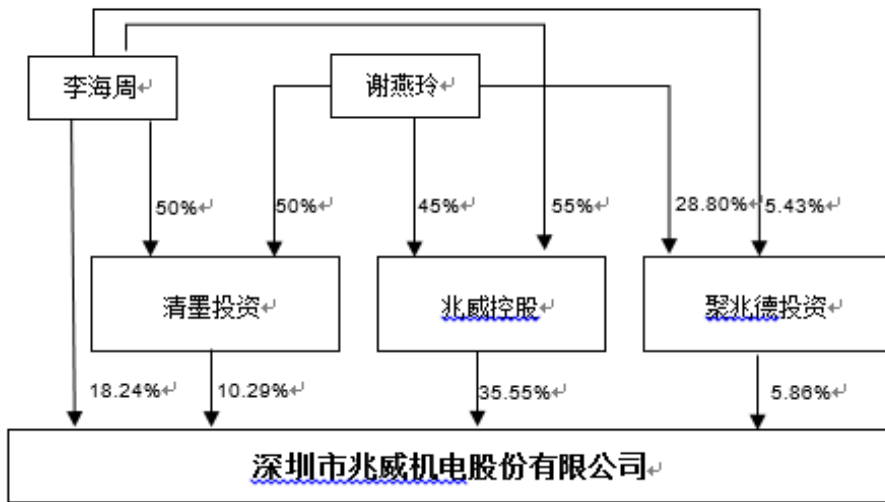 李海周
谢燕玲
50%
50%
45%
55%
28.80%
5.43%
清墨投资
兆威控股
聚兆德投资
18.24%
10.29%
35.55%
5.86%
深圳市兆威机电股份有限公司